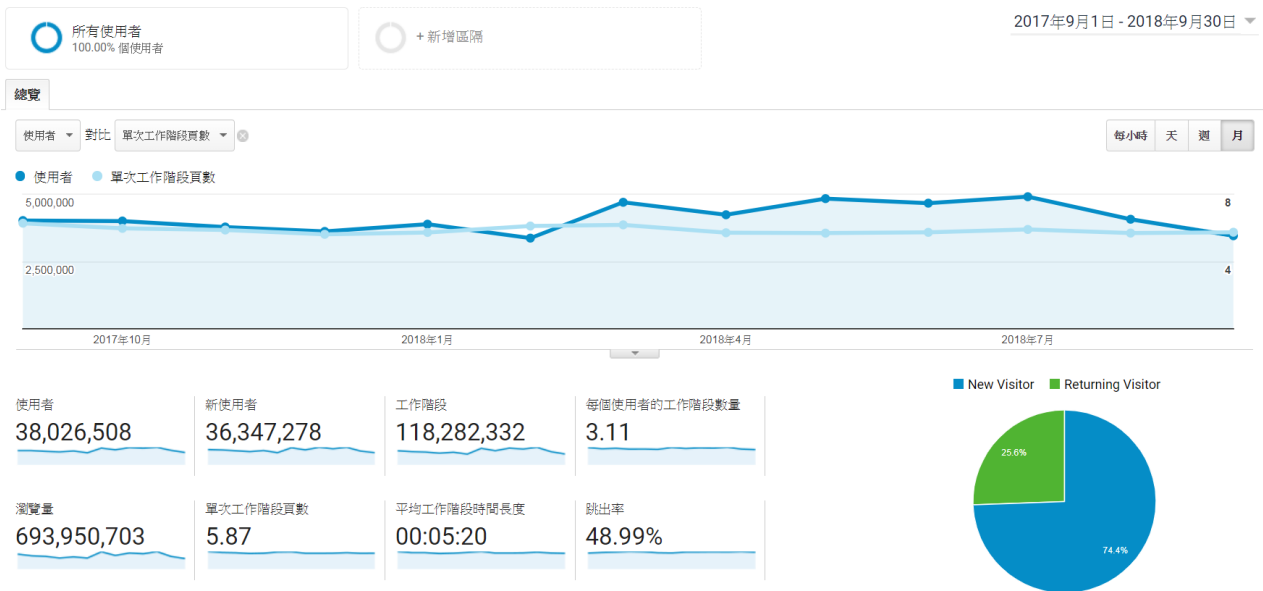 所有使用者
100.00% 個使用者
+ 新增區隔
2017年9月1日 - 2018年9月30日
總覽
使用者 對比 單次工作階段頁數
每小時 天 週 月
使用者 單次工作階段頁數
5,000,000 8
2,500,000 4
2017年10月 2018年1月 2018年4月 2018年7月
New Visitor Returning Visitor
使用者 新使用者 工作階段 每個使用者的工作階段數量
38,026,508 36,347,278 118,282,332 3.11
25.6%
瀏覽量 單次工作階段頁數 平均工作階段時間長度 跳出率
693,950,703 5.87 00:05:20 48.99%
74.4%